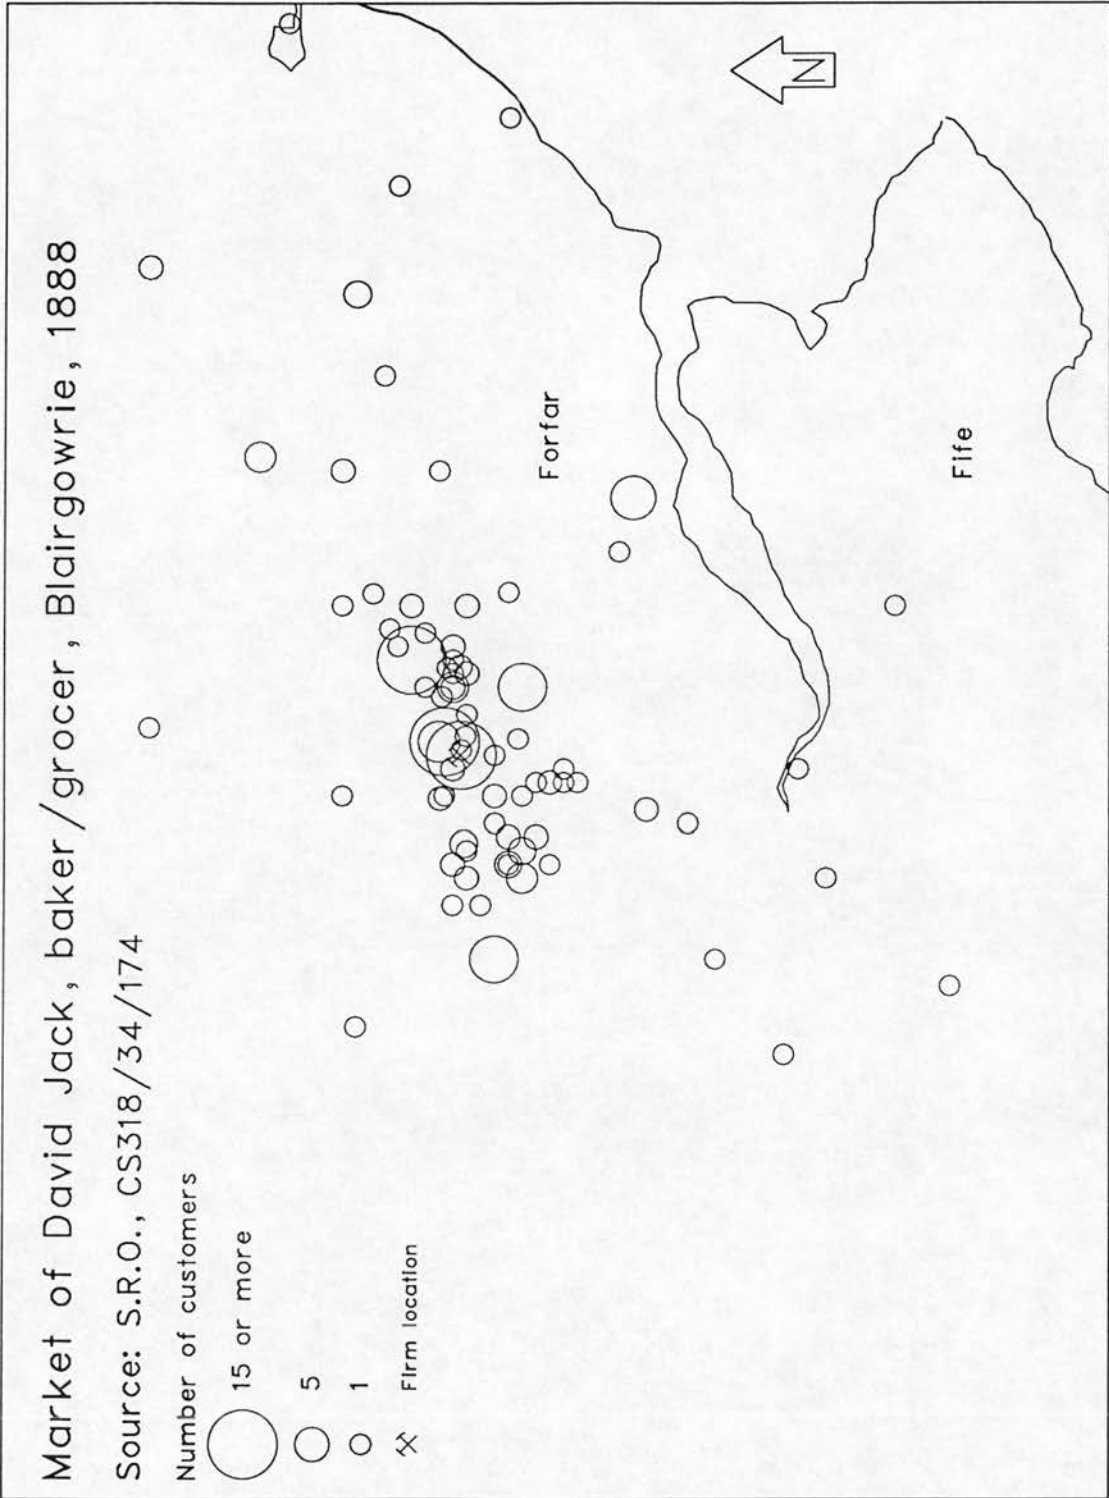 Market of David Jack, baker/grocer, Blairgowrie, 1888
Source: S.R.O., CS318/34/174
Number of customers
15 or more
5
1
Firm location
Forfar
Fife
N